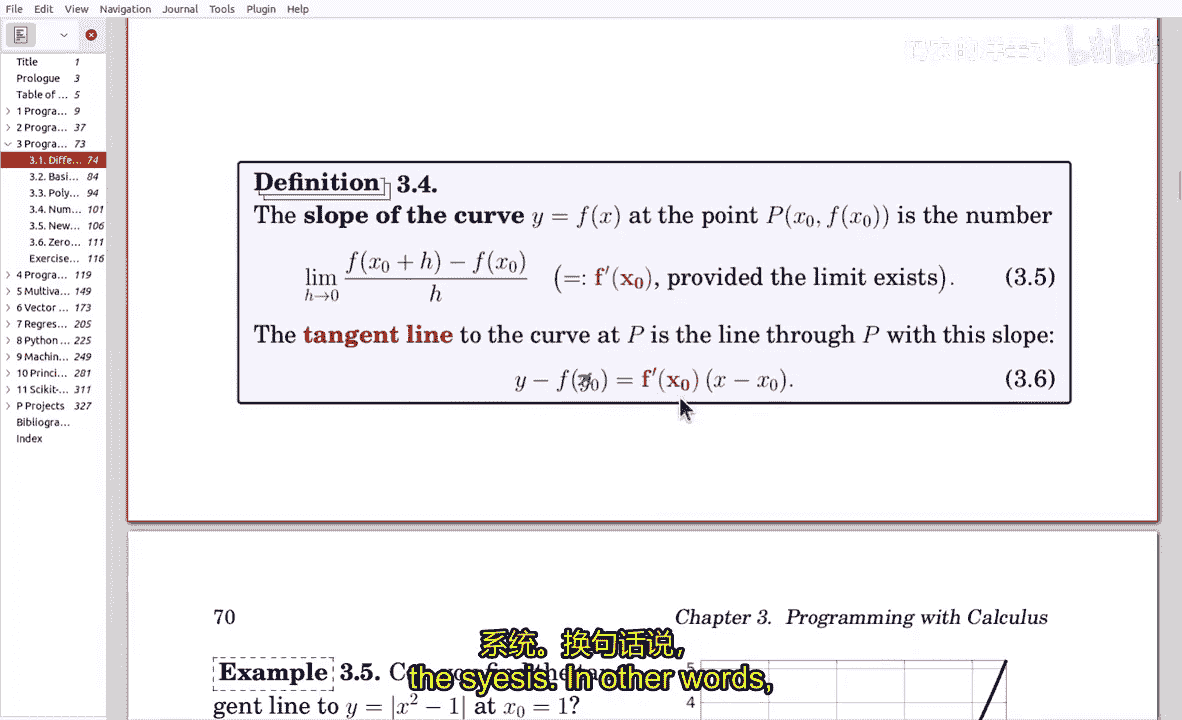 File Edit View Navigation Journal Tools Plugin Help
Title 1
Prologue 3
Table of ... 5
1 Progra... 9
2 Progra... 37
3 Progra... 73
3.1. Diffe... 74
3.2. Basi... 84
3.3. Poly... 94
3.4. Num... 101
3.5. New... 106
3.6. Zero... 111
Exercise... 116
4 Progra... 119
5 Multiva... 149
6 Vector ... 173
7 Regres... 205
8 Python ... 225
9 Machin... 249
10 Princi... 281
11 Scikit-... 311
P Projects 327
Bibliogra...
Index
Definition 3.4.
The slope of the curve y = f(x) at the point P(x₀, f(x₀)) is the number
lim h→0 f(x₀ + h) − f(x₀) / h (=: f′(x₀), provided the limit exists). (3.5)
The tangent line to the curve at P is the line through P with this slope:
y − f(x₀) = f′(x₀) (x − x₀). (3.6)
70 Chapter 3. Programming with Calculus
系统。换句话说,
the syesis. In other words,
Example 3.5.
gent line to y = |x² − 1| at x₀ = 1?
5
4